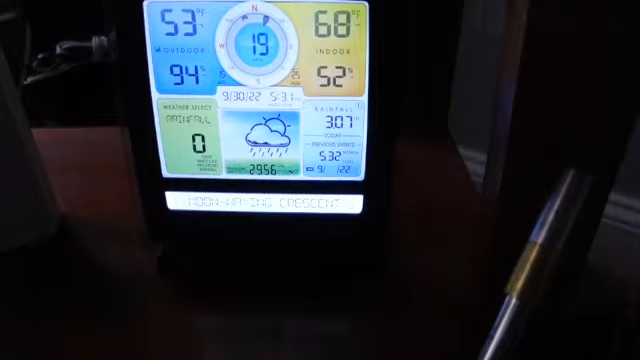 53°F
OUTDOOR
94%
N
W
E
S
19
68°F
INDOOR
52%
9/30/22 5:31
WEATHER SELECT
RAINFALL
0
29.56
RAINFALL
3.07
TODAY
PREVIOUS EVENTS
5.32
9/ /22
MOON-WAXING CRESCENT